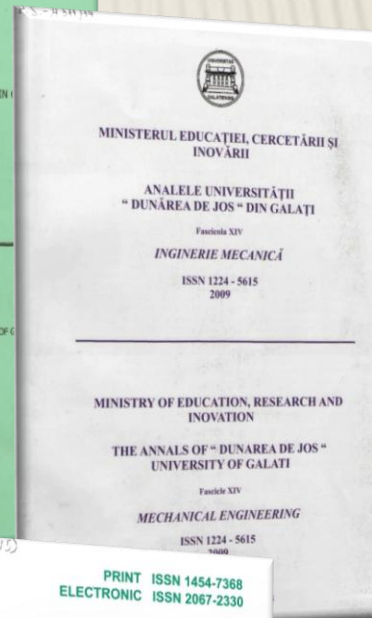 MINISTERUL EDUCAȚIEI, CERCETĂRII ȘI
INOVĂRII
ANALELE UNIVERSITĂȚII
“ DUNĂREA DE JOS “ DIN GALAȚI
Fascicola XIV
INGINERIE MECANICĂ
ISSN 1224 - 5615
2009
MINISTRY OF EDUCATION, RESEARCH AND
INOVATION
THE ANNALS OF “ DUNAREA DE JOS “
UNIVERSITY OF GALATI
Fascicle XIV
MECHANICAL ENGINEERING
ISSN 1224 - 5615
2009
PRINT ISSN 1454-7368
ELECTRONIC ISSN 2067-2330